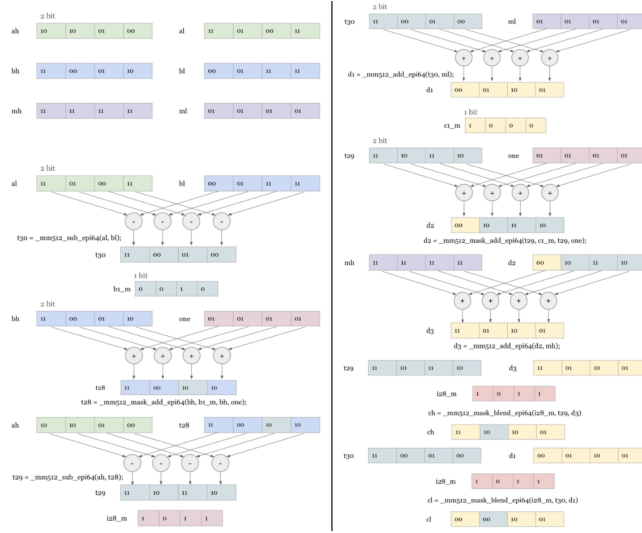 2 bit
ah 10 10 01 00 al 11 01 00 11
bh 11 00 01 10 bl 00 01 11 11
mh 11 11 11 11 ml 01 01 01 01
2 bit
al 11 01 00 11 bl 00 01 11 11
- - - -
t30 = _mm512_sub_epi64(al, bl);
t30 11 00 01 00
1 bit
b1_m 0 0 1 0
2 bit
bh 11 00 01 10 one 01 01 01 01
+ + + +
t28 11 00 10 10
t28 = _mm512_mask_add_epi64(bh, b1_m, bh, one);
ah 10 10 01 00 t28 11 00 10 10
- - - -
t29 = _mm512_sub_epi64(ah, t28);
t29 11 10 11 10
i28_m 1 0 1 1
2 bit
t30 11 00 01 00 ml 01 01 01 01
+ + + +
d1 = _mm512_add_epi64(t30, ml);
d1 00 01 10 01
1 bit
c1_m 1 0 0 0
2 bit
t29 11 10 11 10 one 01 01 01 01
+ + + +
d2 00 10 11 10
d2 = _mm512_mask_add_epi64(t29, c1_m, t29, one);
mh 11 11 11 11 d2 00 10 11 10
+ + + +
d3 11 01 10 01
d3 = _mm512_add_epi64(d2, mh);
t29 11 10 11 10 d3 11 01 10 01
i28_m 1 0 1 1
ch = _mm512_mask_blend_epi64(i28_m, t29, d3)
ch 11 10 10 01
t30 11 00 01 00 d1 00 01 10 01
i28_m 1 0 1 1
cl = _mm512_mask_blend_epi64(i28_m, t30, d1)
cl 00 00 10 01